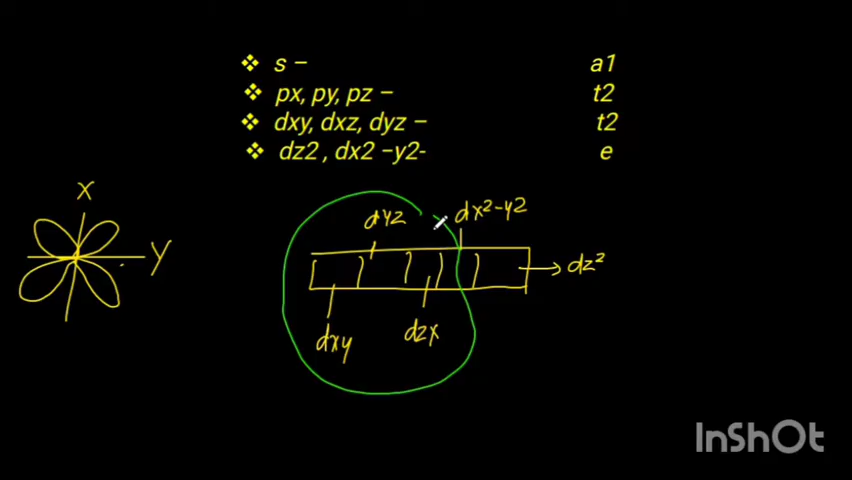 ❖ s – a1
❖ px, py, pz – t2
❖ dxy, dxz, dyz – t2
❖ dz2 , dx2 –y2- e
X
Y
dyz
dx²-y2
dz²
dxy
dzx
InShOt